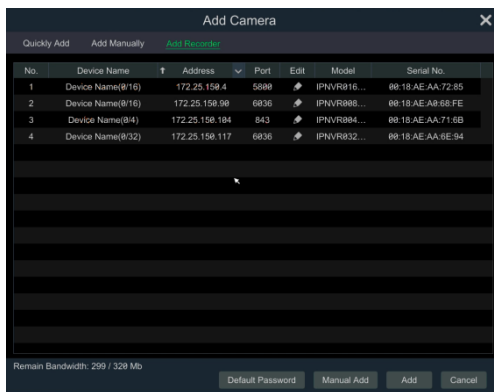 Add Camera
Quickly Add Add Manually Add Recorder
No. Device Name ↑ Address Port Edit Model Serial No.
1 Device Name(0/16) 172.25.150.4 5800 IPNVR016... 00:18:AE:AA:72:85
2 Device Name(0/16) 172.25.150.90 6036 IPNVR008... 00:18:AE:A0:68:FE
3 Device Name(0/4) 172.25.150.104 843 IPNVR004... 00:18:AE:AA:71:6B
4 Device Name(0/32) 172.25.150.117 6036 IPNVR032... 00:18:AE:AA:6E:94
Remain Bandwidth: 299 / 320 Mb
Default Password Manual Add Add Cancel